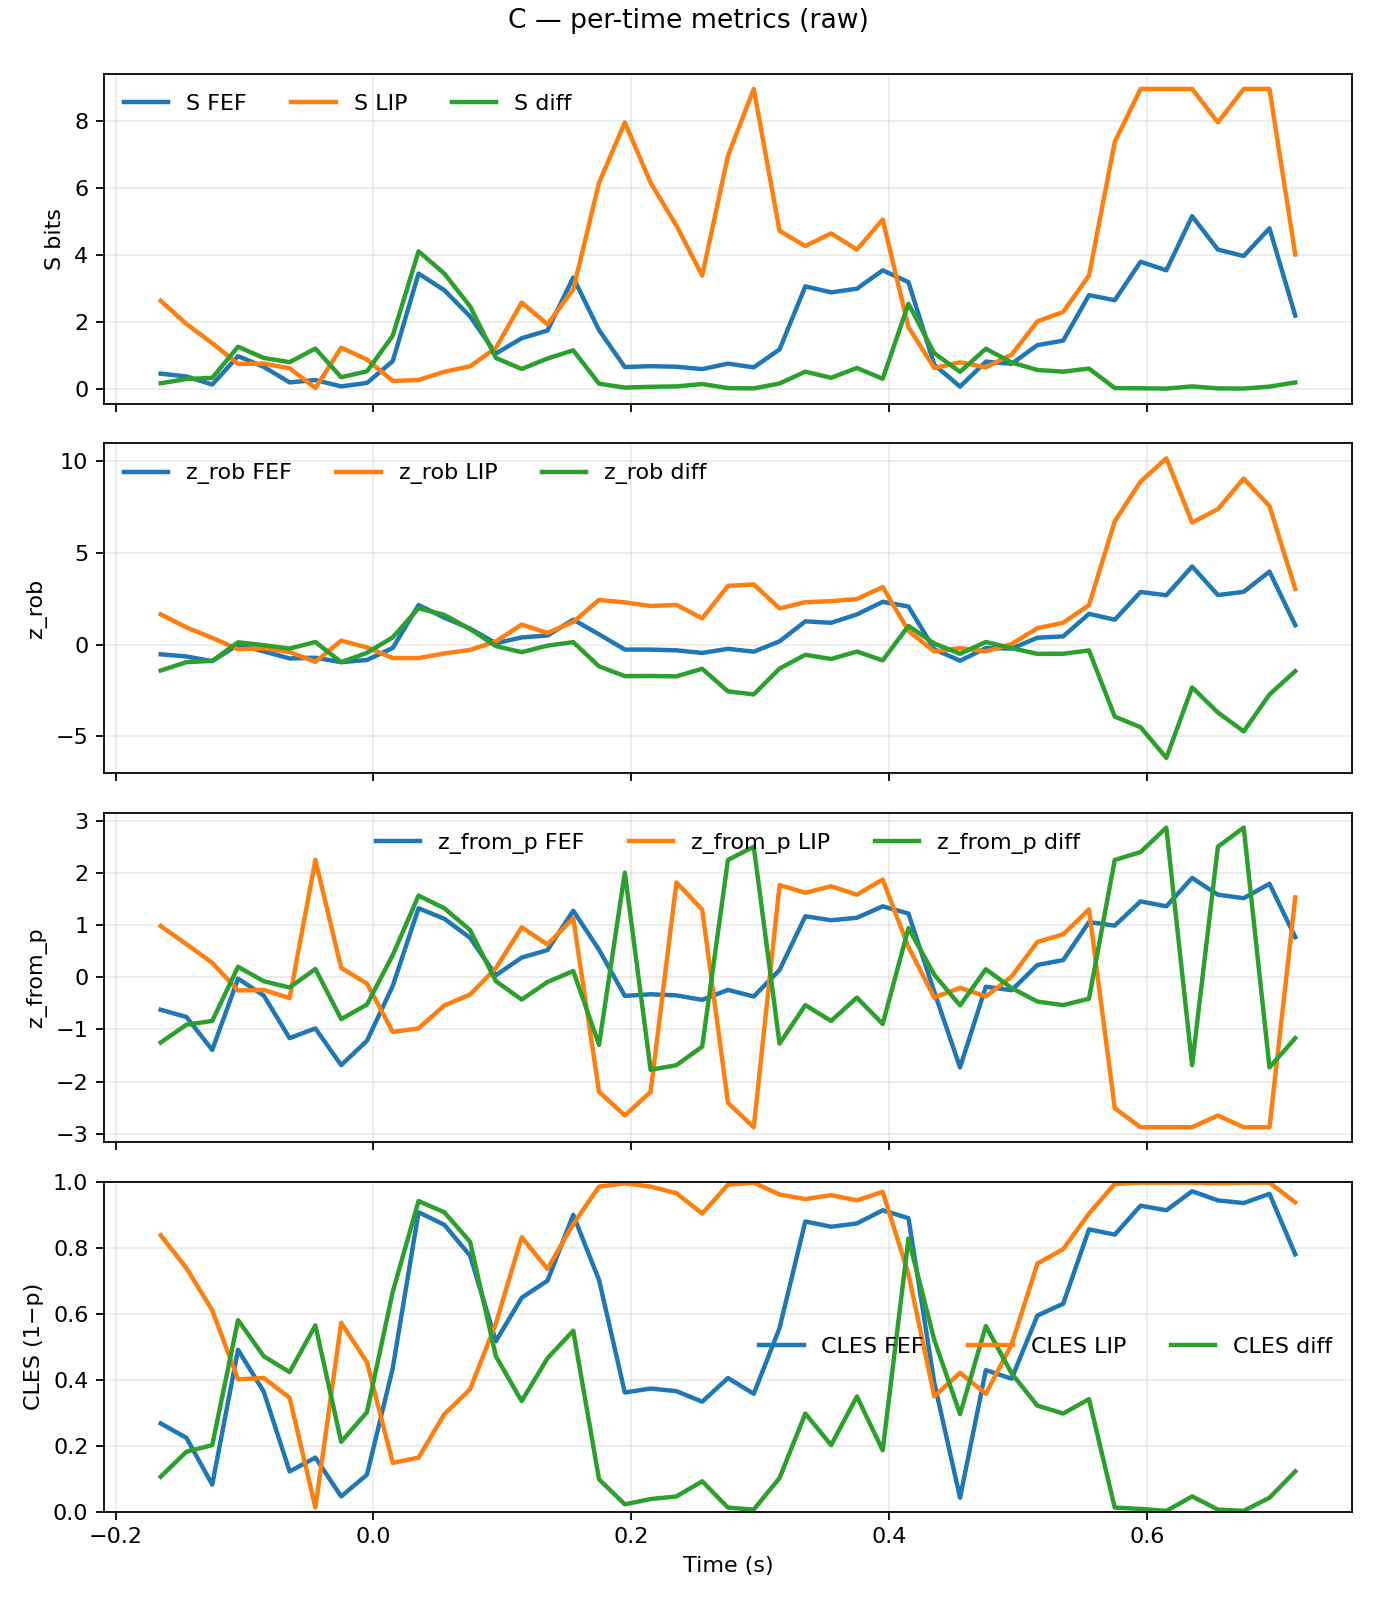 C — per-time metrics (raw)
S FEF S LIP S diff
8
6
4
2
0
S bits
z_rob FEF z_rob LIP z_rob diff
10
5
0
−5
z_rob
z_from_p FEF z_from_p LIP z_from_p diff
3
2
1
0
−1
−2
−3
z_from_p
CLES FEF CLES LIP CLES diff
1.0
0.8
0.6
0.4
0.2
0.0
CLES (1−p)
−0.2 0.0 0.2 0.4 0.6
Time (s)